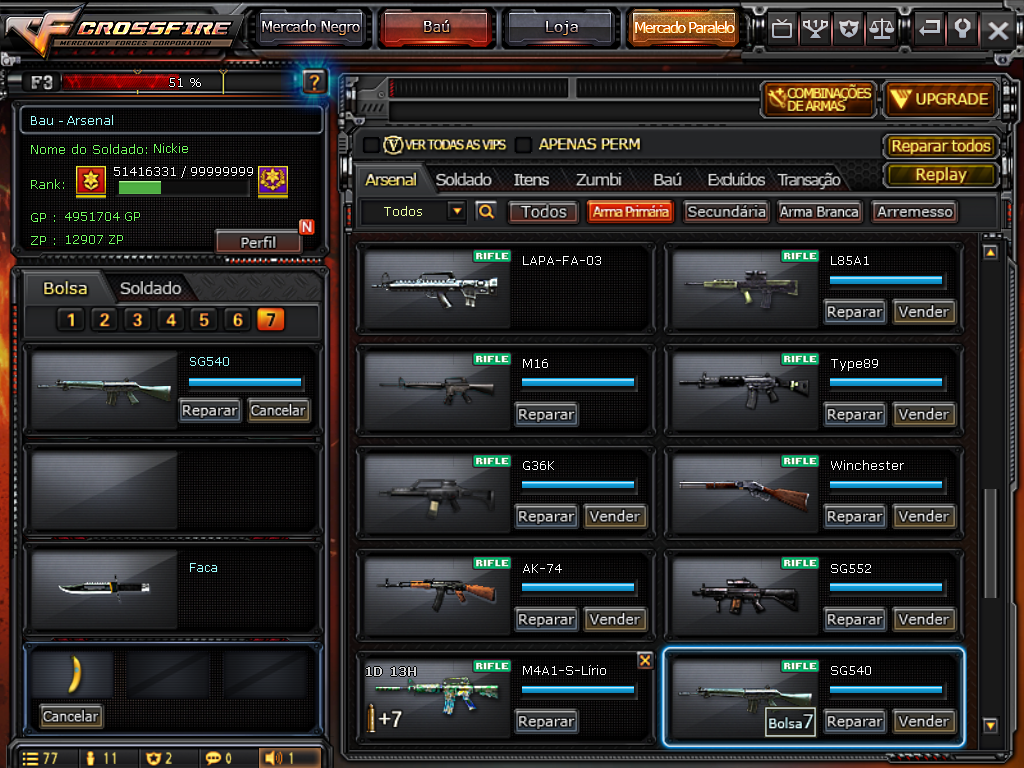 CROSSFIRE
MERCENARY FORCES CORPORATION
Mercado Negro
Baú
Loja
Mercado Paralelo
F3
51 %
?
COMBINAÇÕES DE ARMAS
UPGRADE
Bau - Arsenal
Nome do Soldado: Nickie
Rank:
51416331 / 99999999
GP : 4951704 GP
ZP : 12907 ZP
N
Perfil
V VER TODAS AS VIPS
APENAS PERM
Reparar todos
Replay
Arsenal Soldado Itens Zumbi Baú Exduídos Transação
Todos
Todos Arma Primária Secundária Arma Branca Arremesso
Bolsa Soldado
1 2 3 4 5 6 7
SG540
Reparar Cancelar
Faca
Cancelar
77 11 2 0 1
RIFLE LAPA-FA-03
RIFLE L85A1
Reparar Vender
RIFLE M16
Reparar
RIFLE Type89
Reparar Vender
RIFLE G36K
Reparar Vender
RIFLE Winchester
Reparar Vender
RIFLE AK-74
Reparar Vender
RIFLE SG552
Reparar Vender
1D 13H RIFLE M4A1-S-Lírio
+7 Reparar
RIFLE SG540
Bolsa7 Reparar Vender